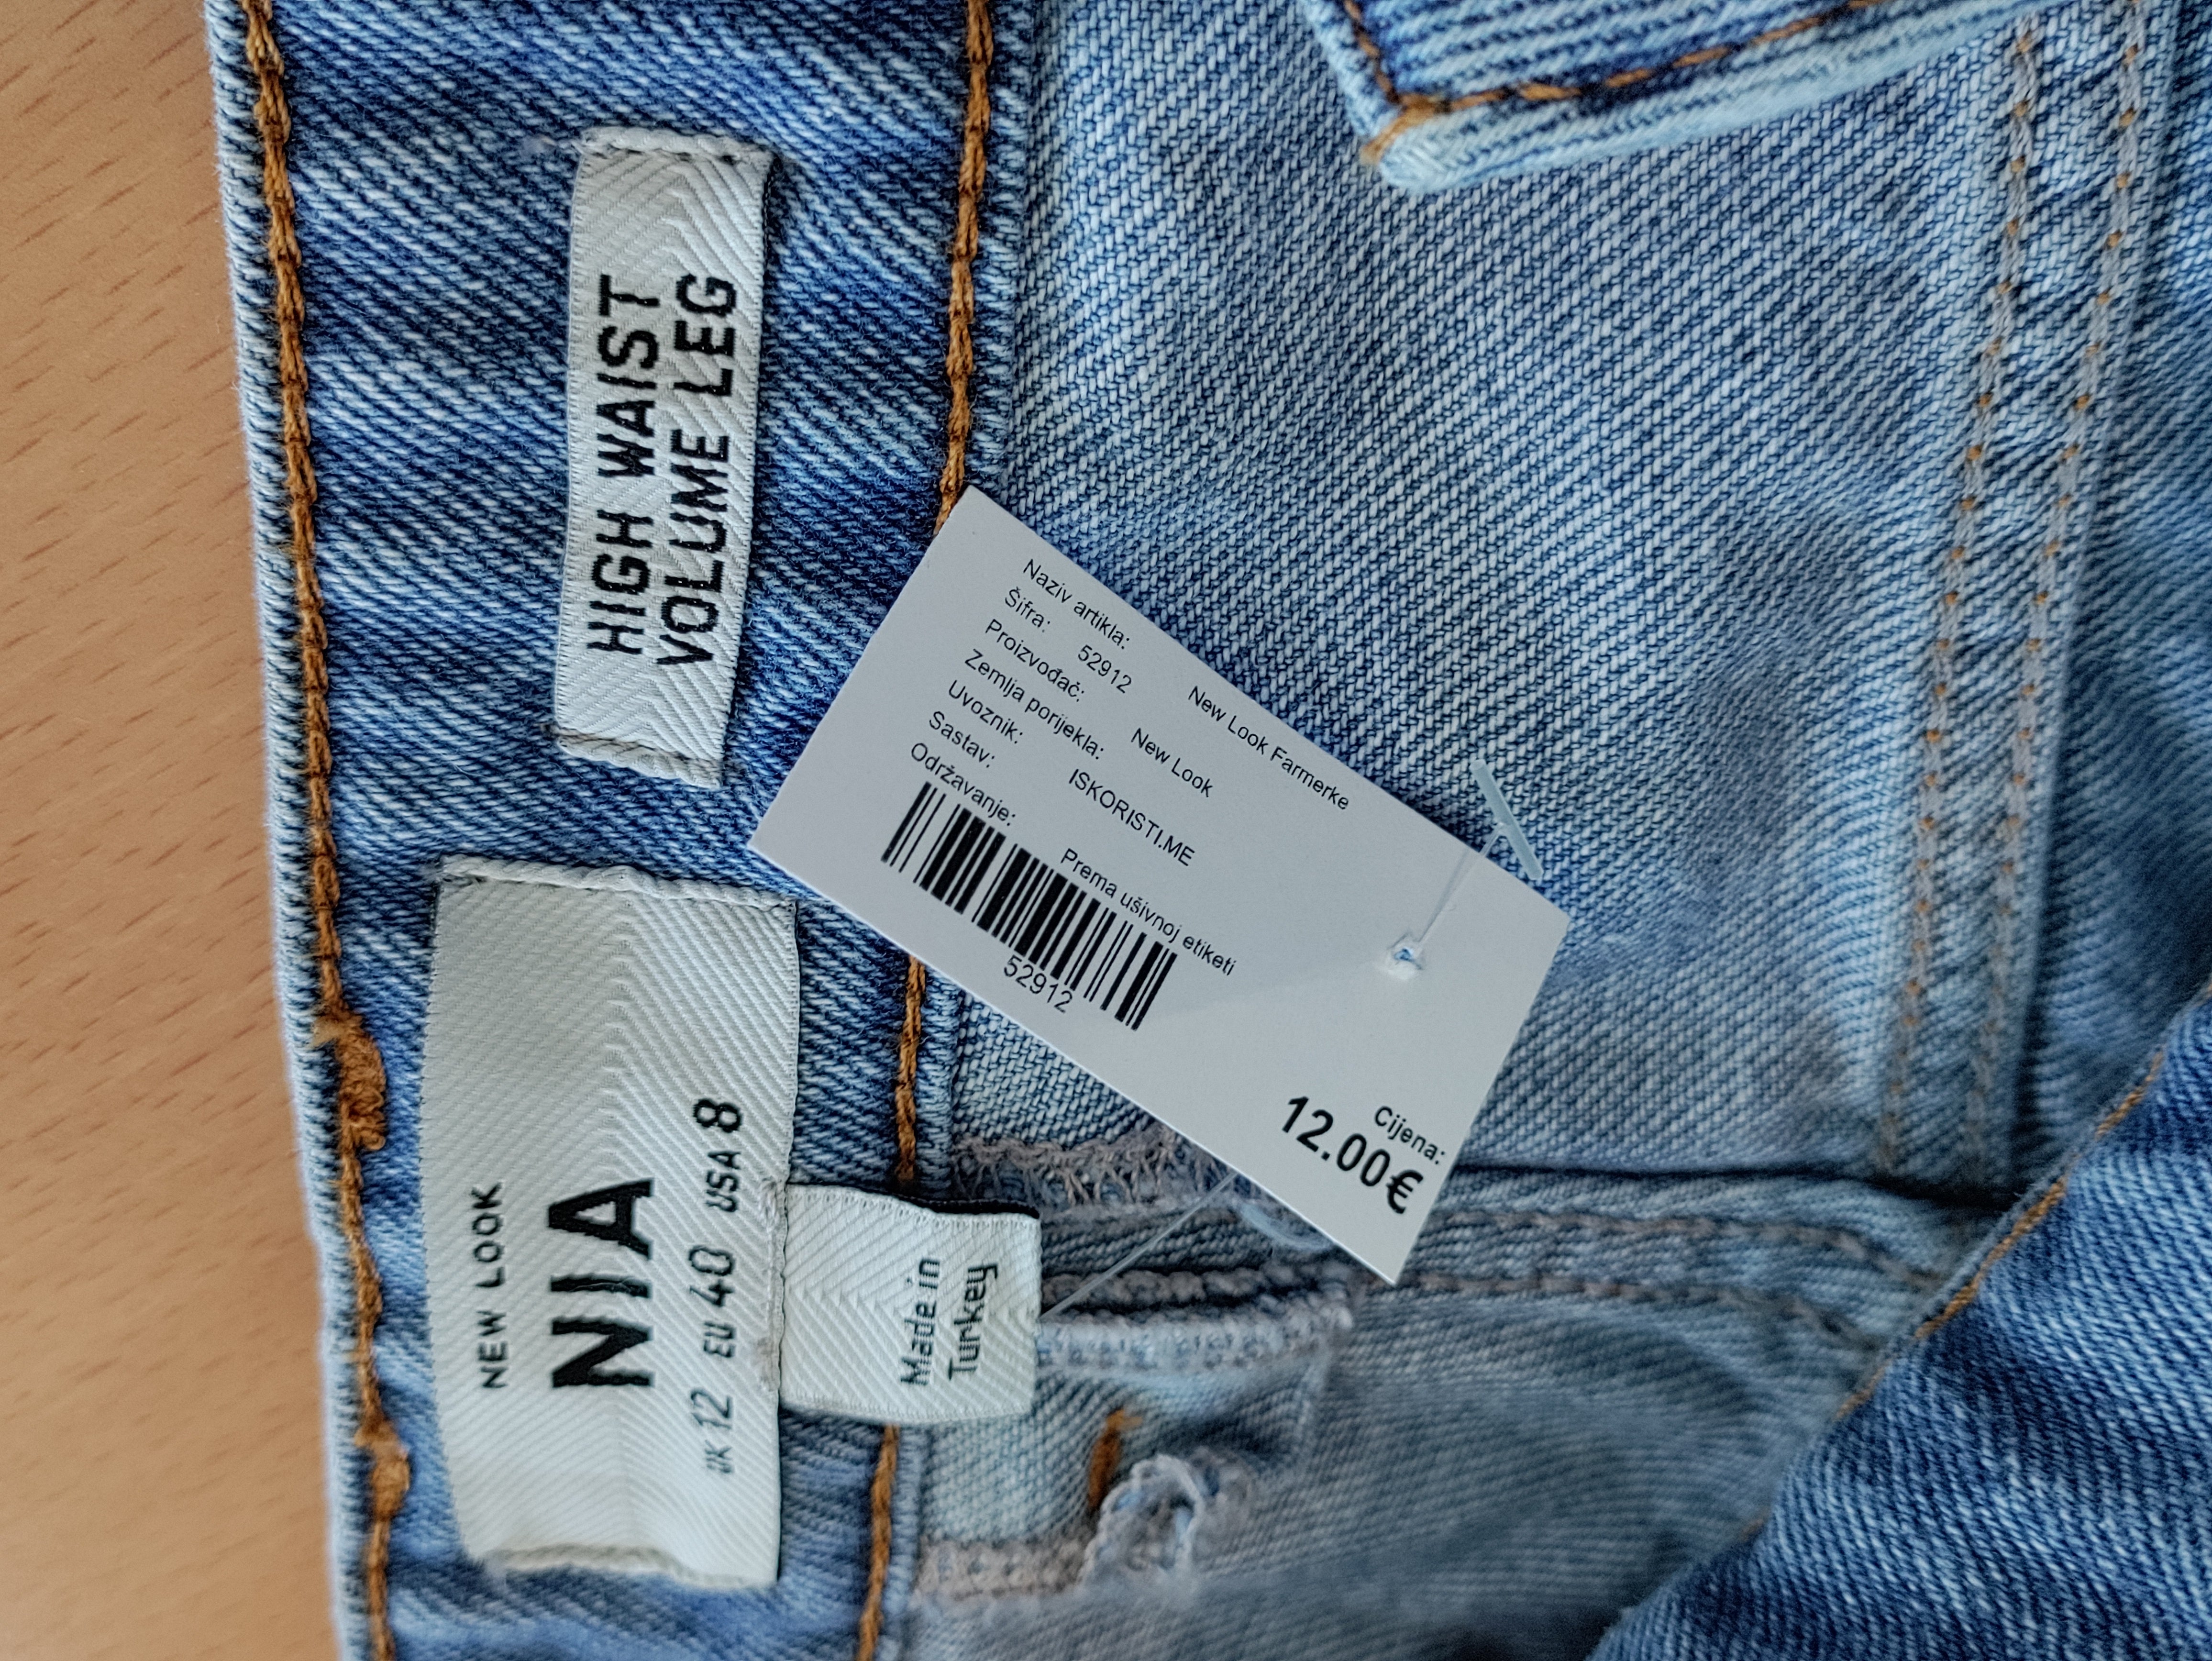 HIGH WAIST
VOLUME LEG
NEW LOOK
NIA
UK 12 EU 40 USA 8
Made in
Turkey
Naziv artikla: New Look Farmerke
Šifra: 52912
Proizvođač: New Look
Zemlja porijekla:
Uvoznik: ISKORISTI.ME
Sastav:
Održavanje: Prema ušivnoj etiketi
52912
Cijena:
12.00€